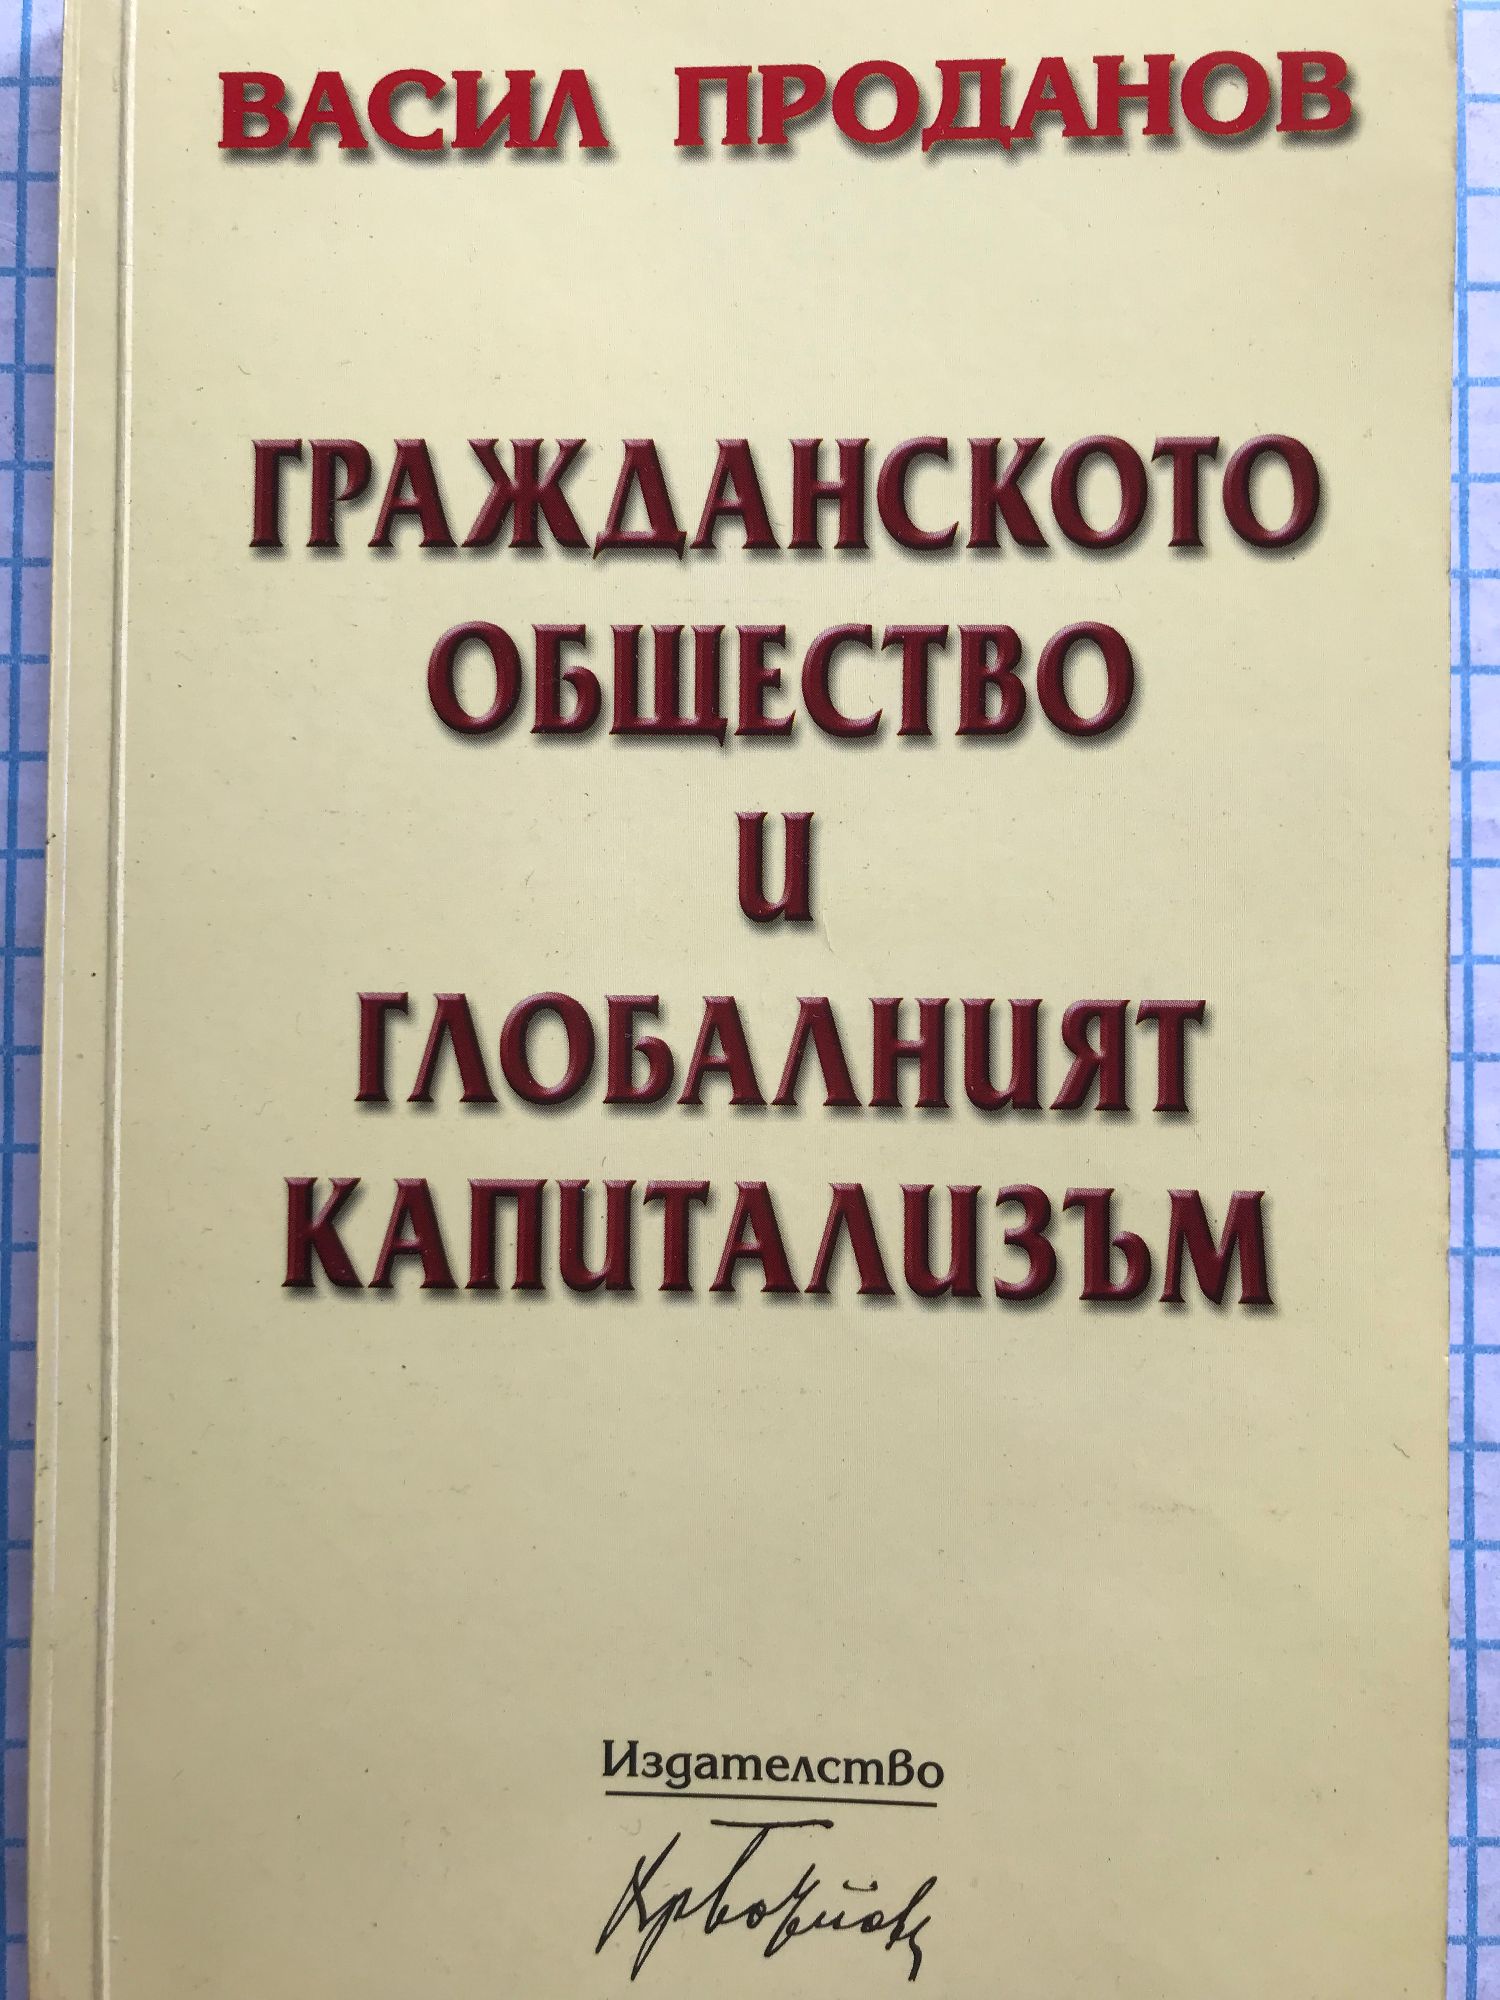 ВАСИЛ ПРОДАНОВ
ГРАЖДАНСКОТО
ОБЩЕСТВО
И
ГЛОБАЛНИЯТ
КАПИТАЛИЗЪМ
Издателство